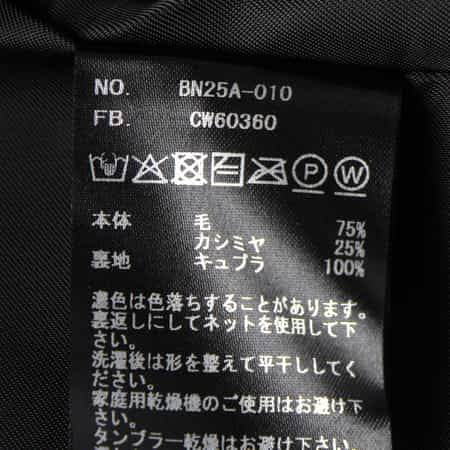 NO. BN25A-010
FB. CW60360
P W
本体 毛 75%
カシミヤ 25%
裏地 キュプラ 100%
濃色は色落ちすることがあります。
裏返しにしてネットを使用して下
さい。
洗濯後は形を整えて平干ししてく
ださい。
家庭用乾燥機のご使用はお避け下
さい。
タンブラー乾燥はお避け